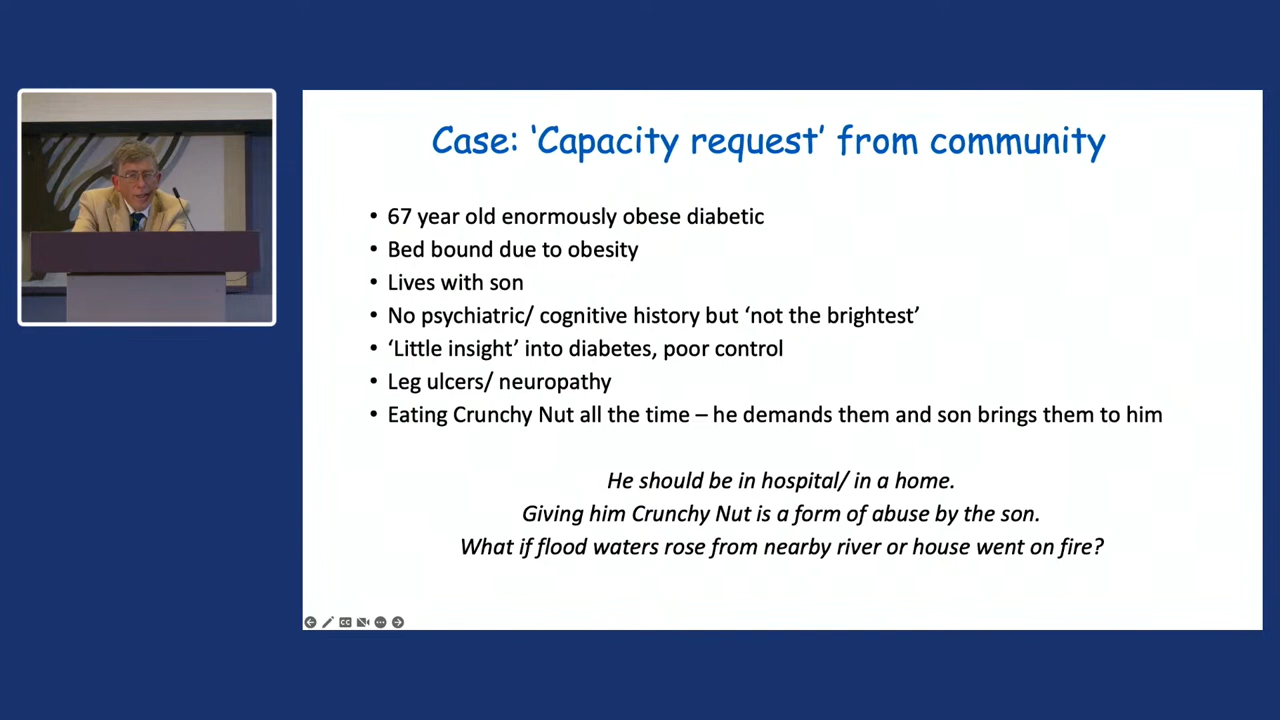 Case: ‘Capacity request’ from community
• 67 year old enormously obese diabetic
• Bed bound due to obesity
• Lives with son
• No psychiatric/ cognitive history but ‘not the brightest’
• ‘Little insight’ into diabetes, poor control
• Leg ulcers/ neuropathy
• Eating Crunchy Nut all the time – he demands them and son brings them to him
He should be in hospital/ in a home.
Giving him Crunchy Nut is a form of abuse by the son.
What if flood waters rose from nearby river or house went on fire?
CC